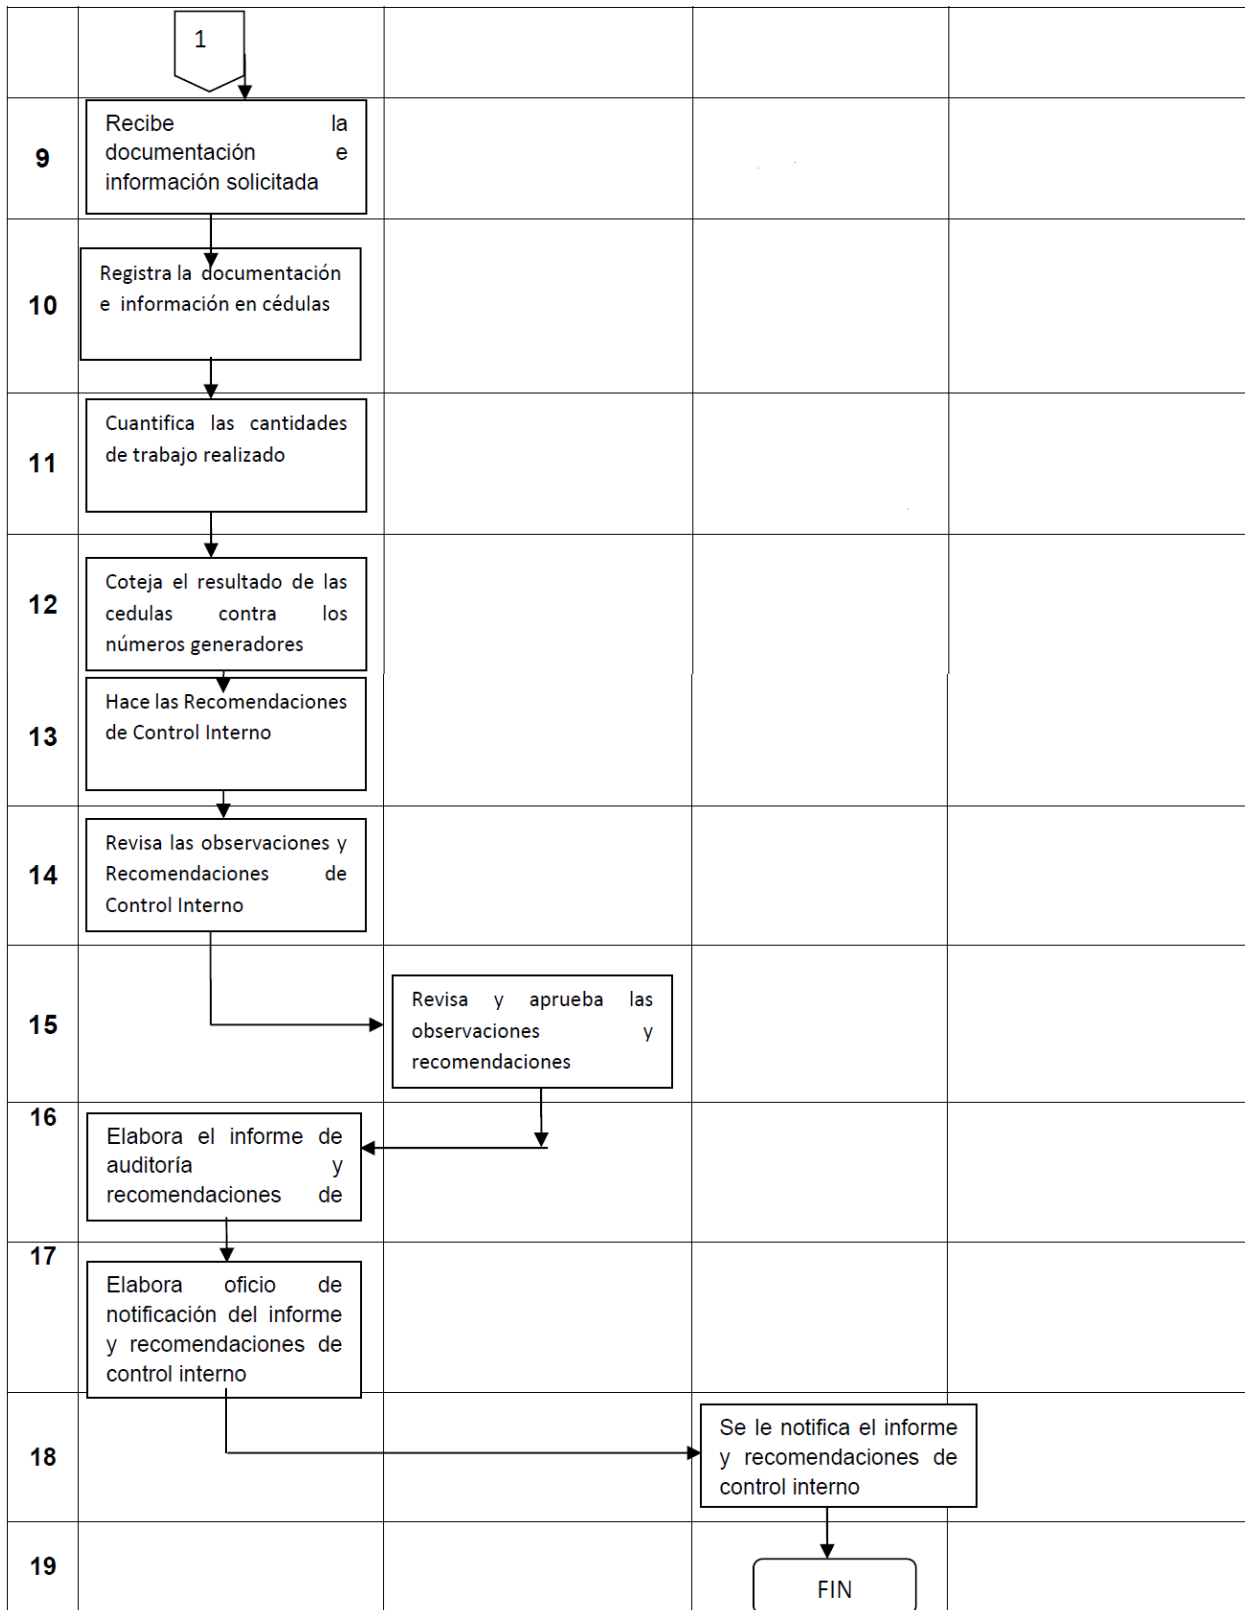 1
9
Recibe la
documentación e
información solicitada
10
Registra la documentación
e información en cédulas
11
Cuantifica las cantidades
de trabajo realizado
12
Coteja el resultado de las
cedulas contra los
números generadores
13
Hace las Recomendaciones
de Control Interno
14
Revisa las observaciones y
Recomendaciones de
Control Interno
15
Revisa y aprueba las
observaciones y
recomendaciones
16
Elabora el informe de
auditoría y
recomendaciones de
17
Elabora oficio de
notificación del informe
y recomendaciones de
control interno
18
Se le notifica el informe
y recomendaciones de
control interno
19
FIN